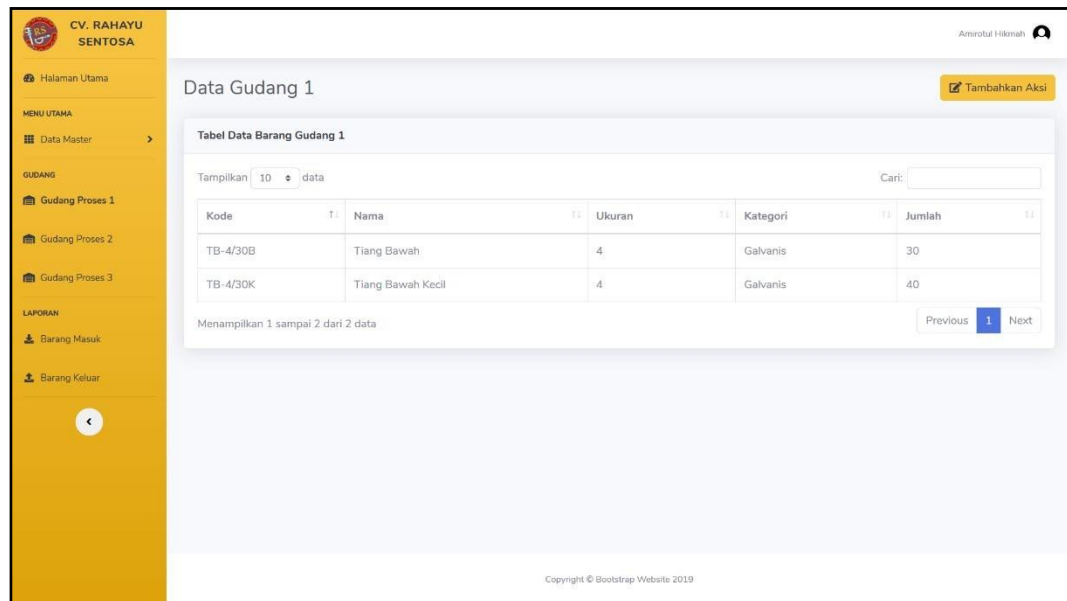 CV. RAHAYU
SENTOSA
Amirotul Hikmah
Halaman Utama
MENU UTAMA
Data Master
GUDANG
Gudang Proses 1
Gudang Proses 2
Gudang Proses 3
LAPORAN
Barang Masuk
Barang Keluar
Data Gudang 1
Tambahkan Aksi
Tabel Data Barang Gudang 1
Tampilkan 10 data
Cari:
Kode Nama Ukuran Kategori Jumlah
TB-4/30B Tiang Bawah 4 Galvanis 30
TB-4/30K Tiang Bawah Kecil 4 Galvanis 40
Menampilkan 1 sampai 2 dari 2 data
Previous 1 Next
Copyright © Bootstrap Website 2019